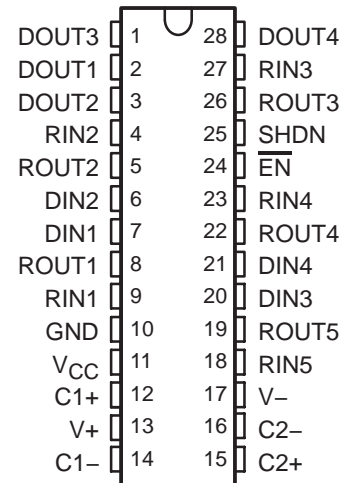 DOUT3 1 28 DOUT4
DOUT1 2 27 RIN3
DOUT2 3 26 ROUT3
RIN2 4 25 SHDN
ROUT2 5 24 E̅N̅
DIN2 6 23 RIN4
DIN1 7 22 ROUT4
ROUT1 8 21 DIN4
RIN1 9 20 DIN3
GND 10 19 ROUT5
VCC 11 18 RIN5
C1+ 12 17 V−
V+ 13 16 C2−
C1− 14 15 C2+